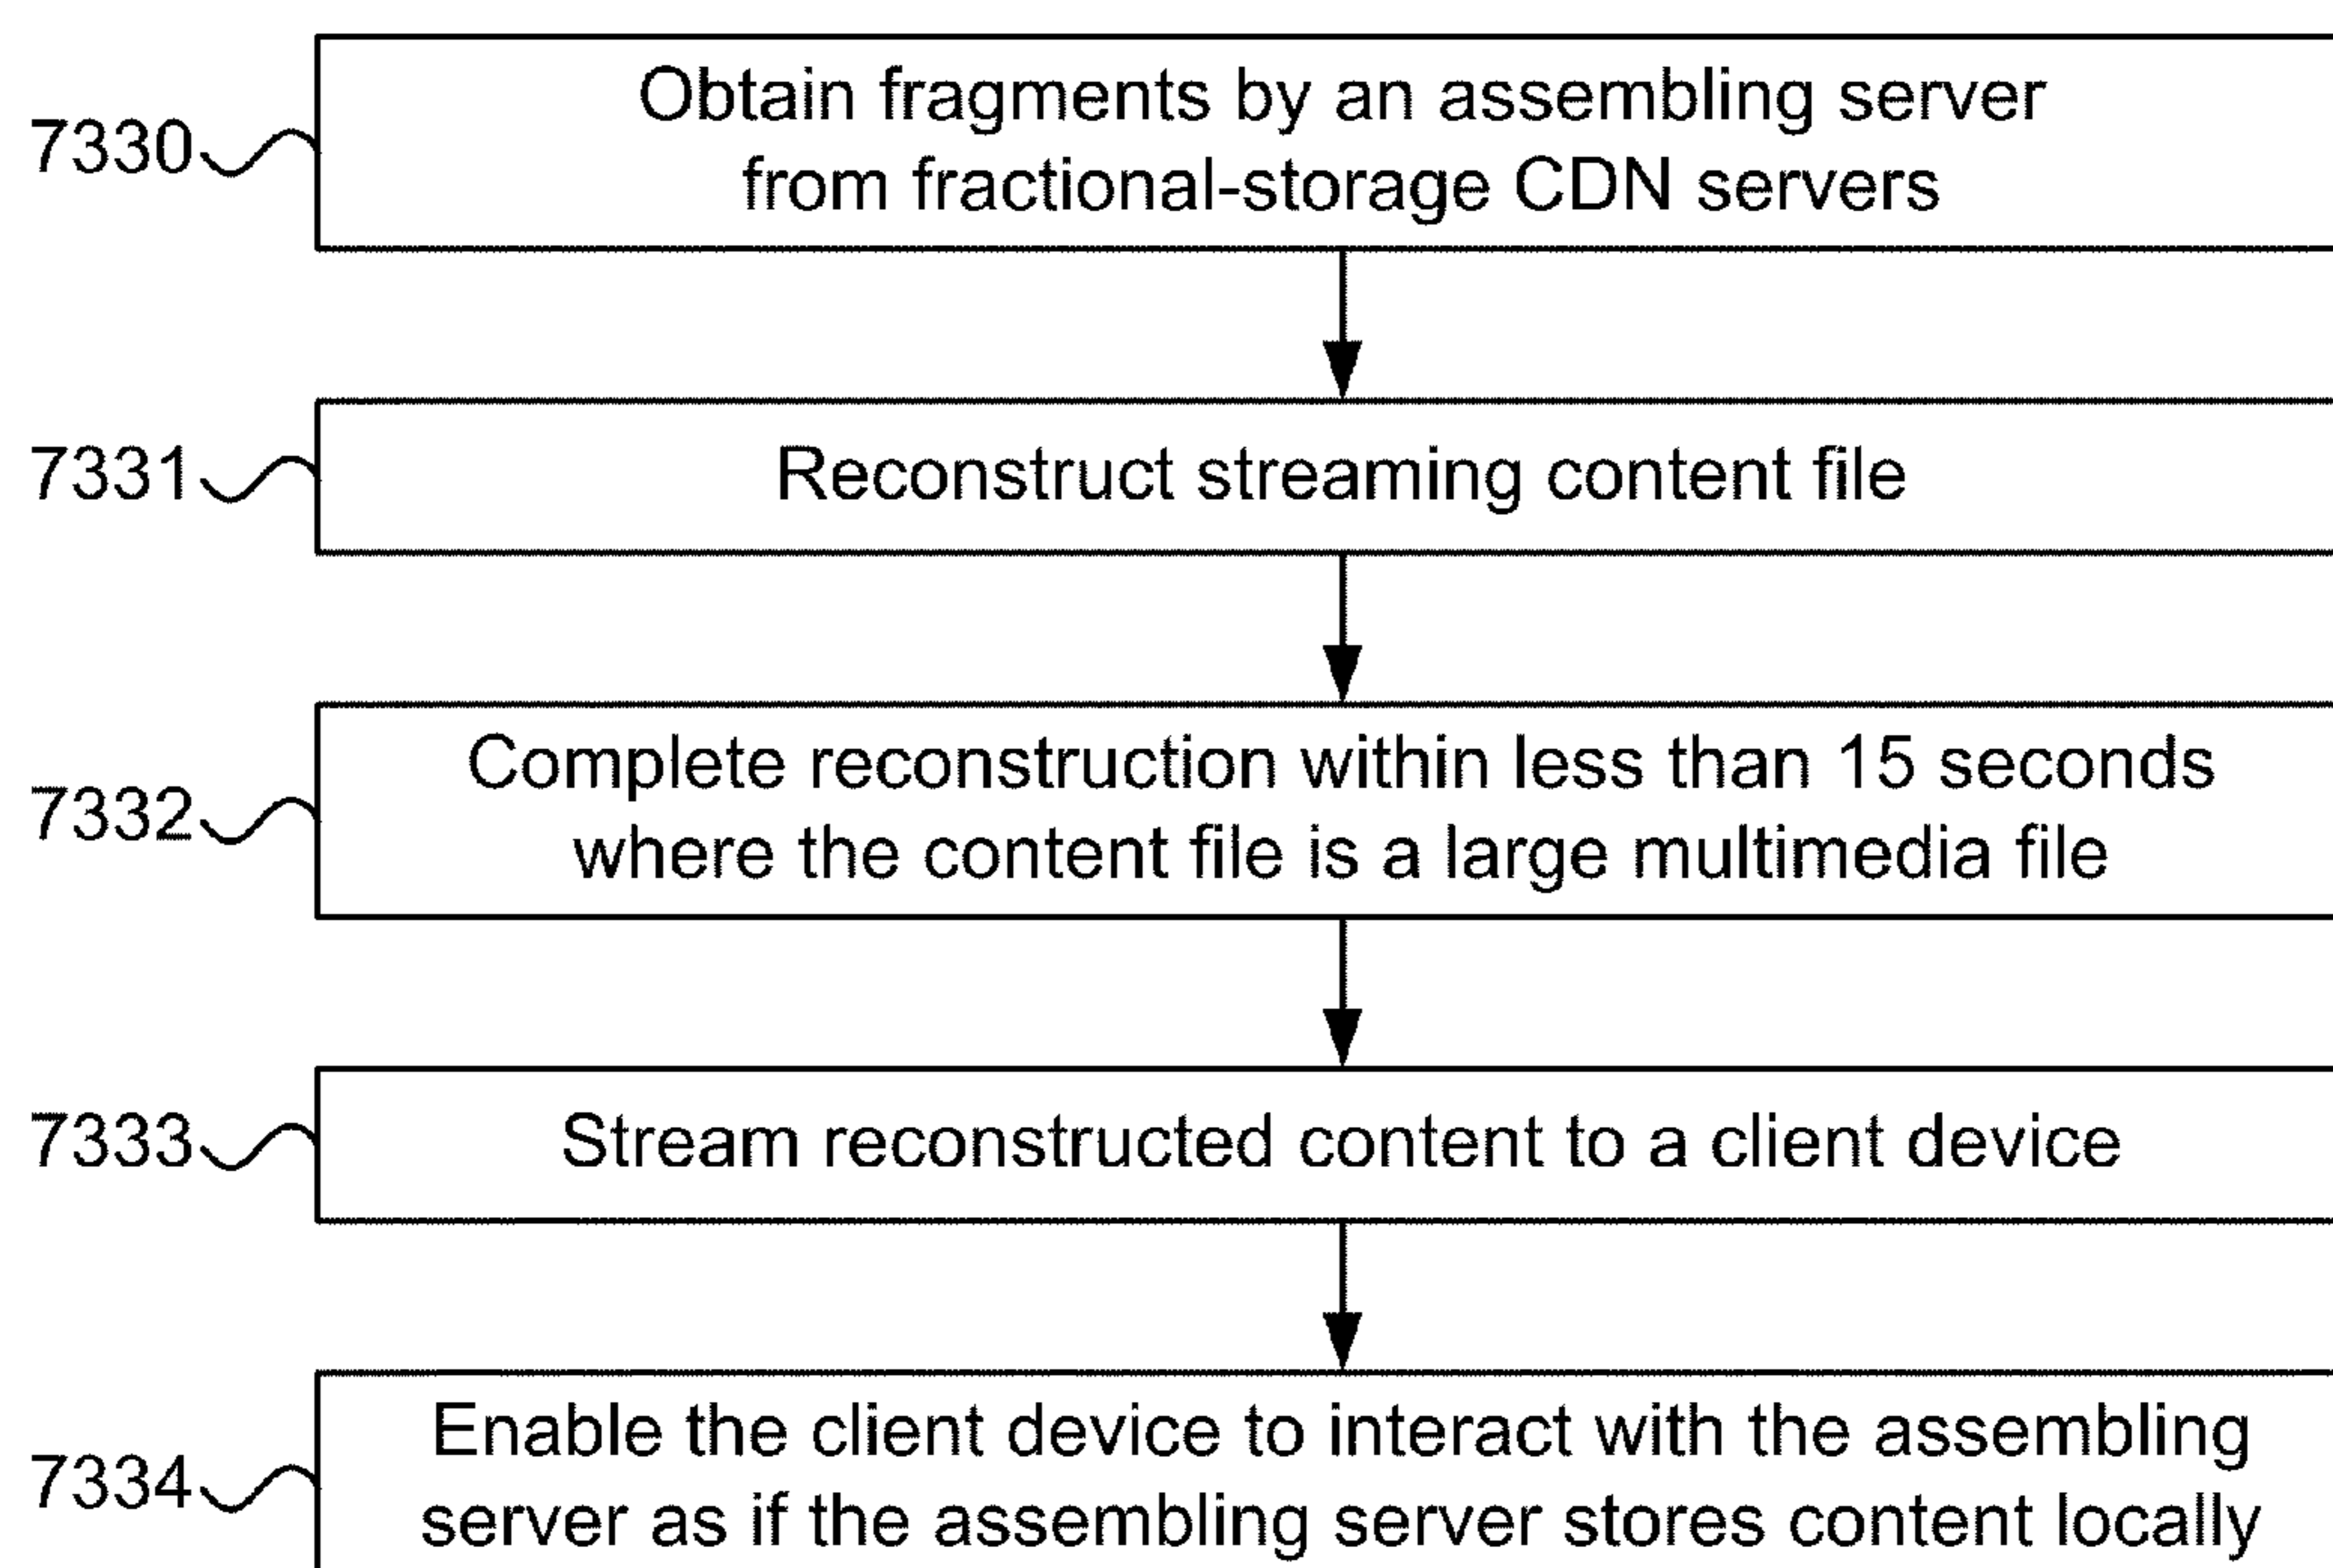 7330
Obtain fragments by an assembling server
from fractional-storage CDN servers
7331
Reconstruct streaming content file
7332
Complete reconstruction within less than 15 seconds
where the content file is a large multimedia file
7333
Stream reconstructed content to a client device
7334
Enable the client device to interact with the assembling
server as if the assembling server stores content locally